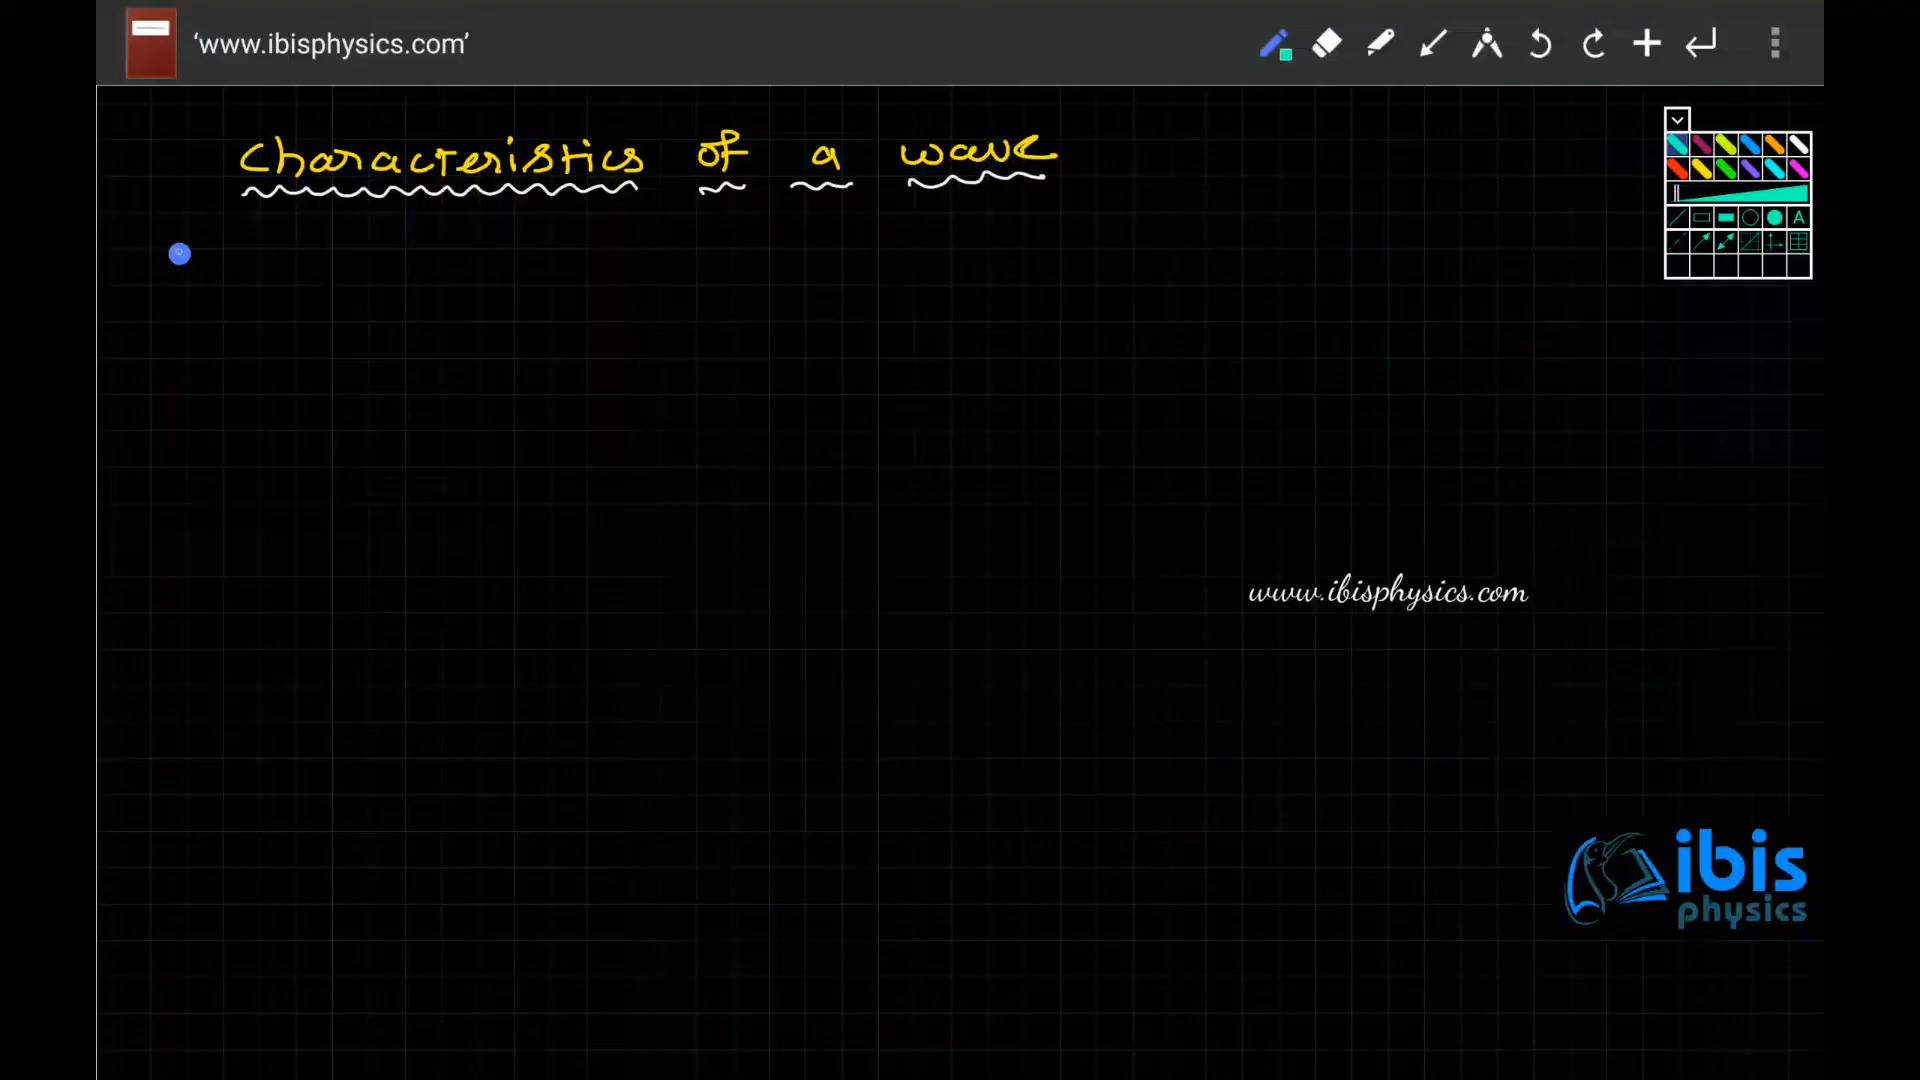 ‘www.ibisphysics.com’
Characteristics of a wave
A
www.ibisphysics.com
ibis
physics